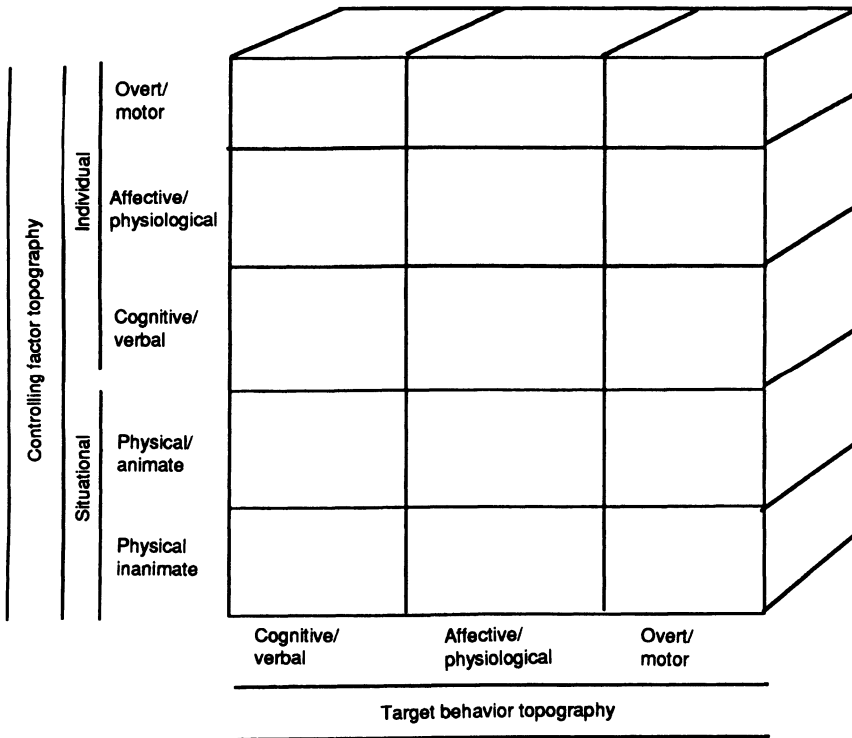 Controlling factor topography
Individual
Situational
Overt/
motor
Affective/
physiological
Cognitive/
verbal
Physical/
animate
Physical
inanimate
Cognitive/
verbal
Affective/
physiological
Overt/
motor
Target behavior topography